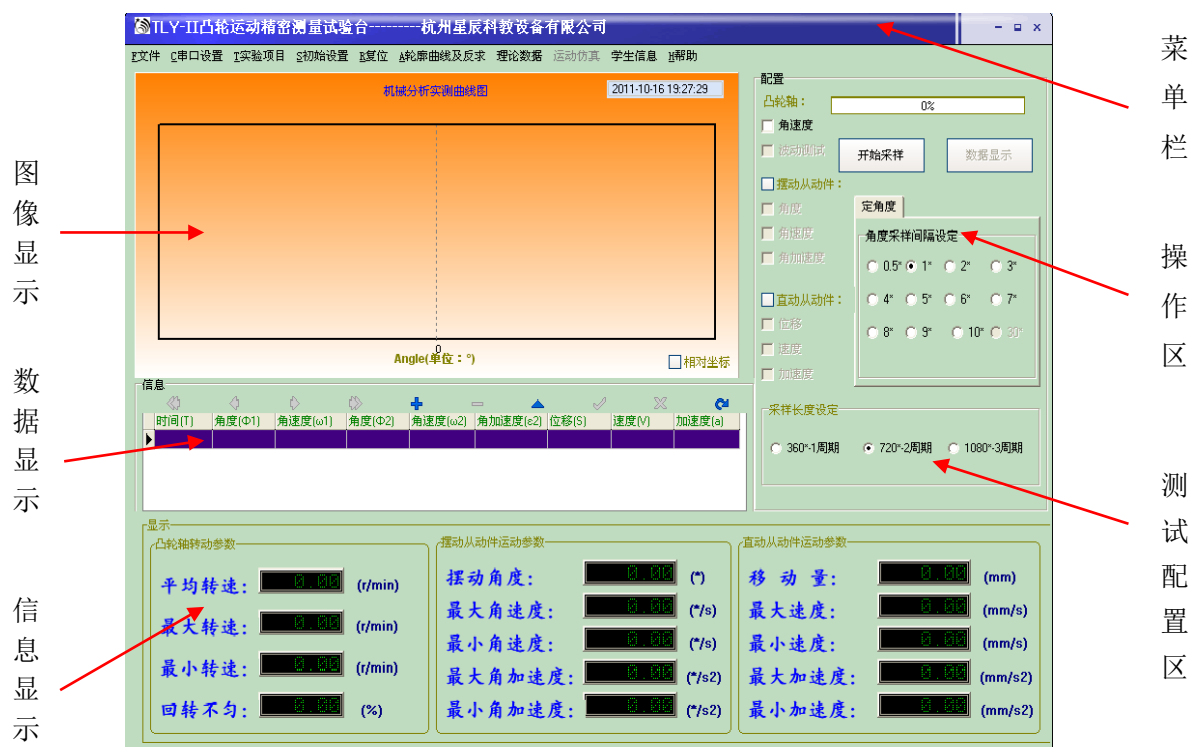 TLY-II凸轮运动精密测量试验台---------杭州星辰科教设备有限公司
F文件 C串口设置 T实验项目 S初始设置 R复位 A轮廓曲线及反求 理论数据 运动仿真 学生信息 H帮助
机械分析实测曲线图
2011-10-16 19:27:29
0
Angle(单位：°)
相对坐标
配置
凸轮轴：
0%
角速度
波动测试
开始采样
数据显示
摆动从动件：
角度
角速度
角加速度
直动从动件：
位移
速度
加速度
定角度
角度采样间隔设定
0.5° 1° 2° 3°
4° 5° 6° 7°
8° 9° 10° 30°
采样长度设定
360°-1周期 720°-2周期 1080°-3周期
信息
时间(T) 角度(Φ1) 角速度(ω1) 角度(Φ2) 角速度(ω2) 角加速度(ε2) 位移(S) 速度(V) 加速度(a)
显示
凸轮轴转动参数
平均转速: 0.00 (r/min)
最大转速: 0.00 (r/min)
最小转速: 0.00 (r/min)
回转不匀: 0.00 (%)
摆动从动件运动参数
摆动角度: 0.00 (°)
最大角速度: 0.00 (°/s)
最小角速度: 0.00 (°/s)
最大角加速度: 0.00 (°/s2)
最小角加速度: 0.00 (°/s2)
直动从动件运动参数
移 动 量: 0.00 (mm)
最大速度: 0.00 (mm/s)
最小速度: 0.00 (mm/s)
最大加速度: 0.00 (mm/s2)
最小加速度: 0.00 (mm/s2)
图像显示
数据显示
信息显示
菜单栏
操作区
测试配置区